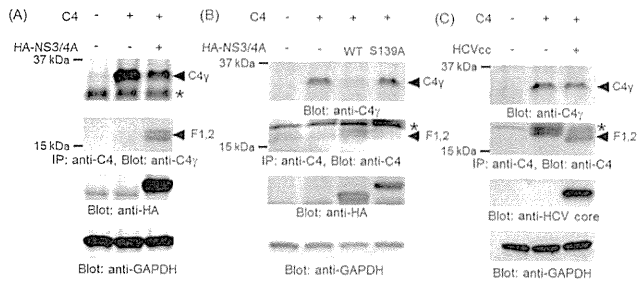 (A) C4 - + +
HA-NS3/4A - - +
37 kDa
C4γ
*
F1,2
15 kDa
IP: anti-C4, Blot: anti-C4γ
Blot: anti-HA
Blot: anti-GAPDH
(B) C4 - + + +
HA-NS3/4A - - WT S139A
37 kDa
C4γ
Blot: anti-C4γ
*
F1,2
15 kDa
IP: anti-C4, Blot: anti-C4
Blot: anti-HA
Blot: anti-GAPDH
(C) C4 - + +
HCVcc - - +
37 kDa
C4γ
Blot: anti-C4γ
*
F1,2
15 kDa
IP: anti-C4, Blot: anti-C4
Blot: anti-HCV core
Blot: anti-GAPDH